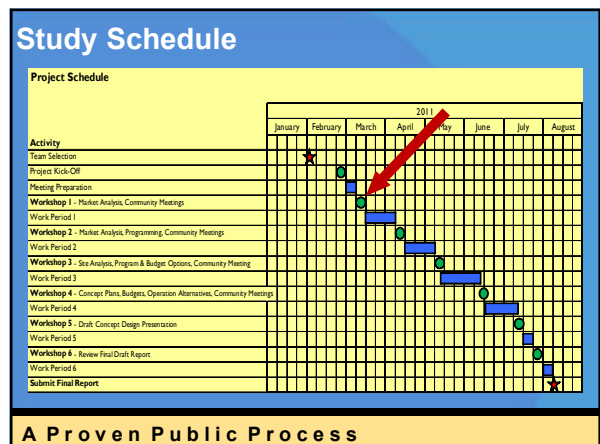 Study Schedule
Project Schedule
2011
January February March April May June July August
Activity
Team Selection
Project Kick-Off
Meeting Preparation
Workshop 1 - Market Analysis, Community Meetings
Work Period 1
Workshop 2 - Market Analysis, Programming, Community Meetings
Work Period 2
Workshop 3 - Site Analysis, Program & Budget Options, Community Meeting
Work Period 3
Workshop 4 - Concept Plans, Budgets, Operation Alternatives, Community Meetings
Work Period 4
Workshop 5 - Draft Concept Design Presentation
Work Period 5
Workshop 6 - Review Final Draft Report
Work Period 6
Submit Final Report
A Proven Public Process